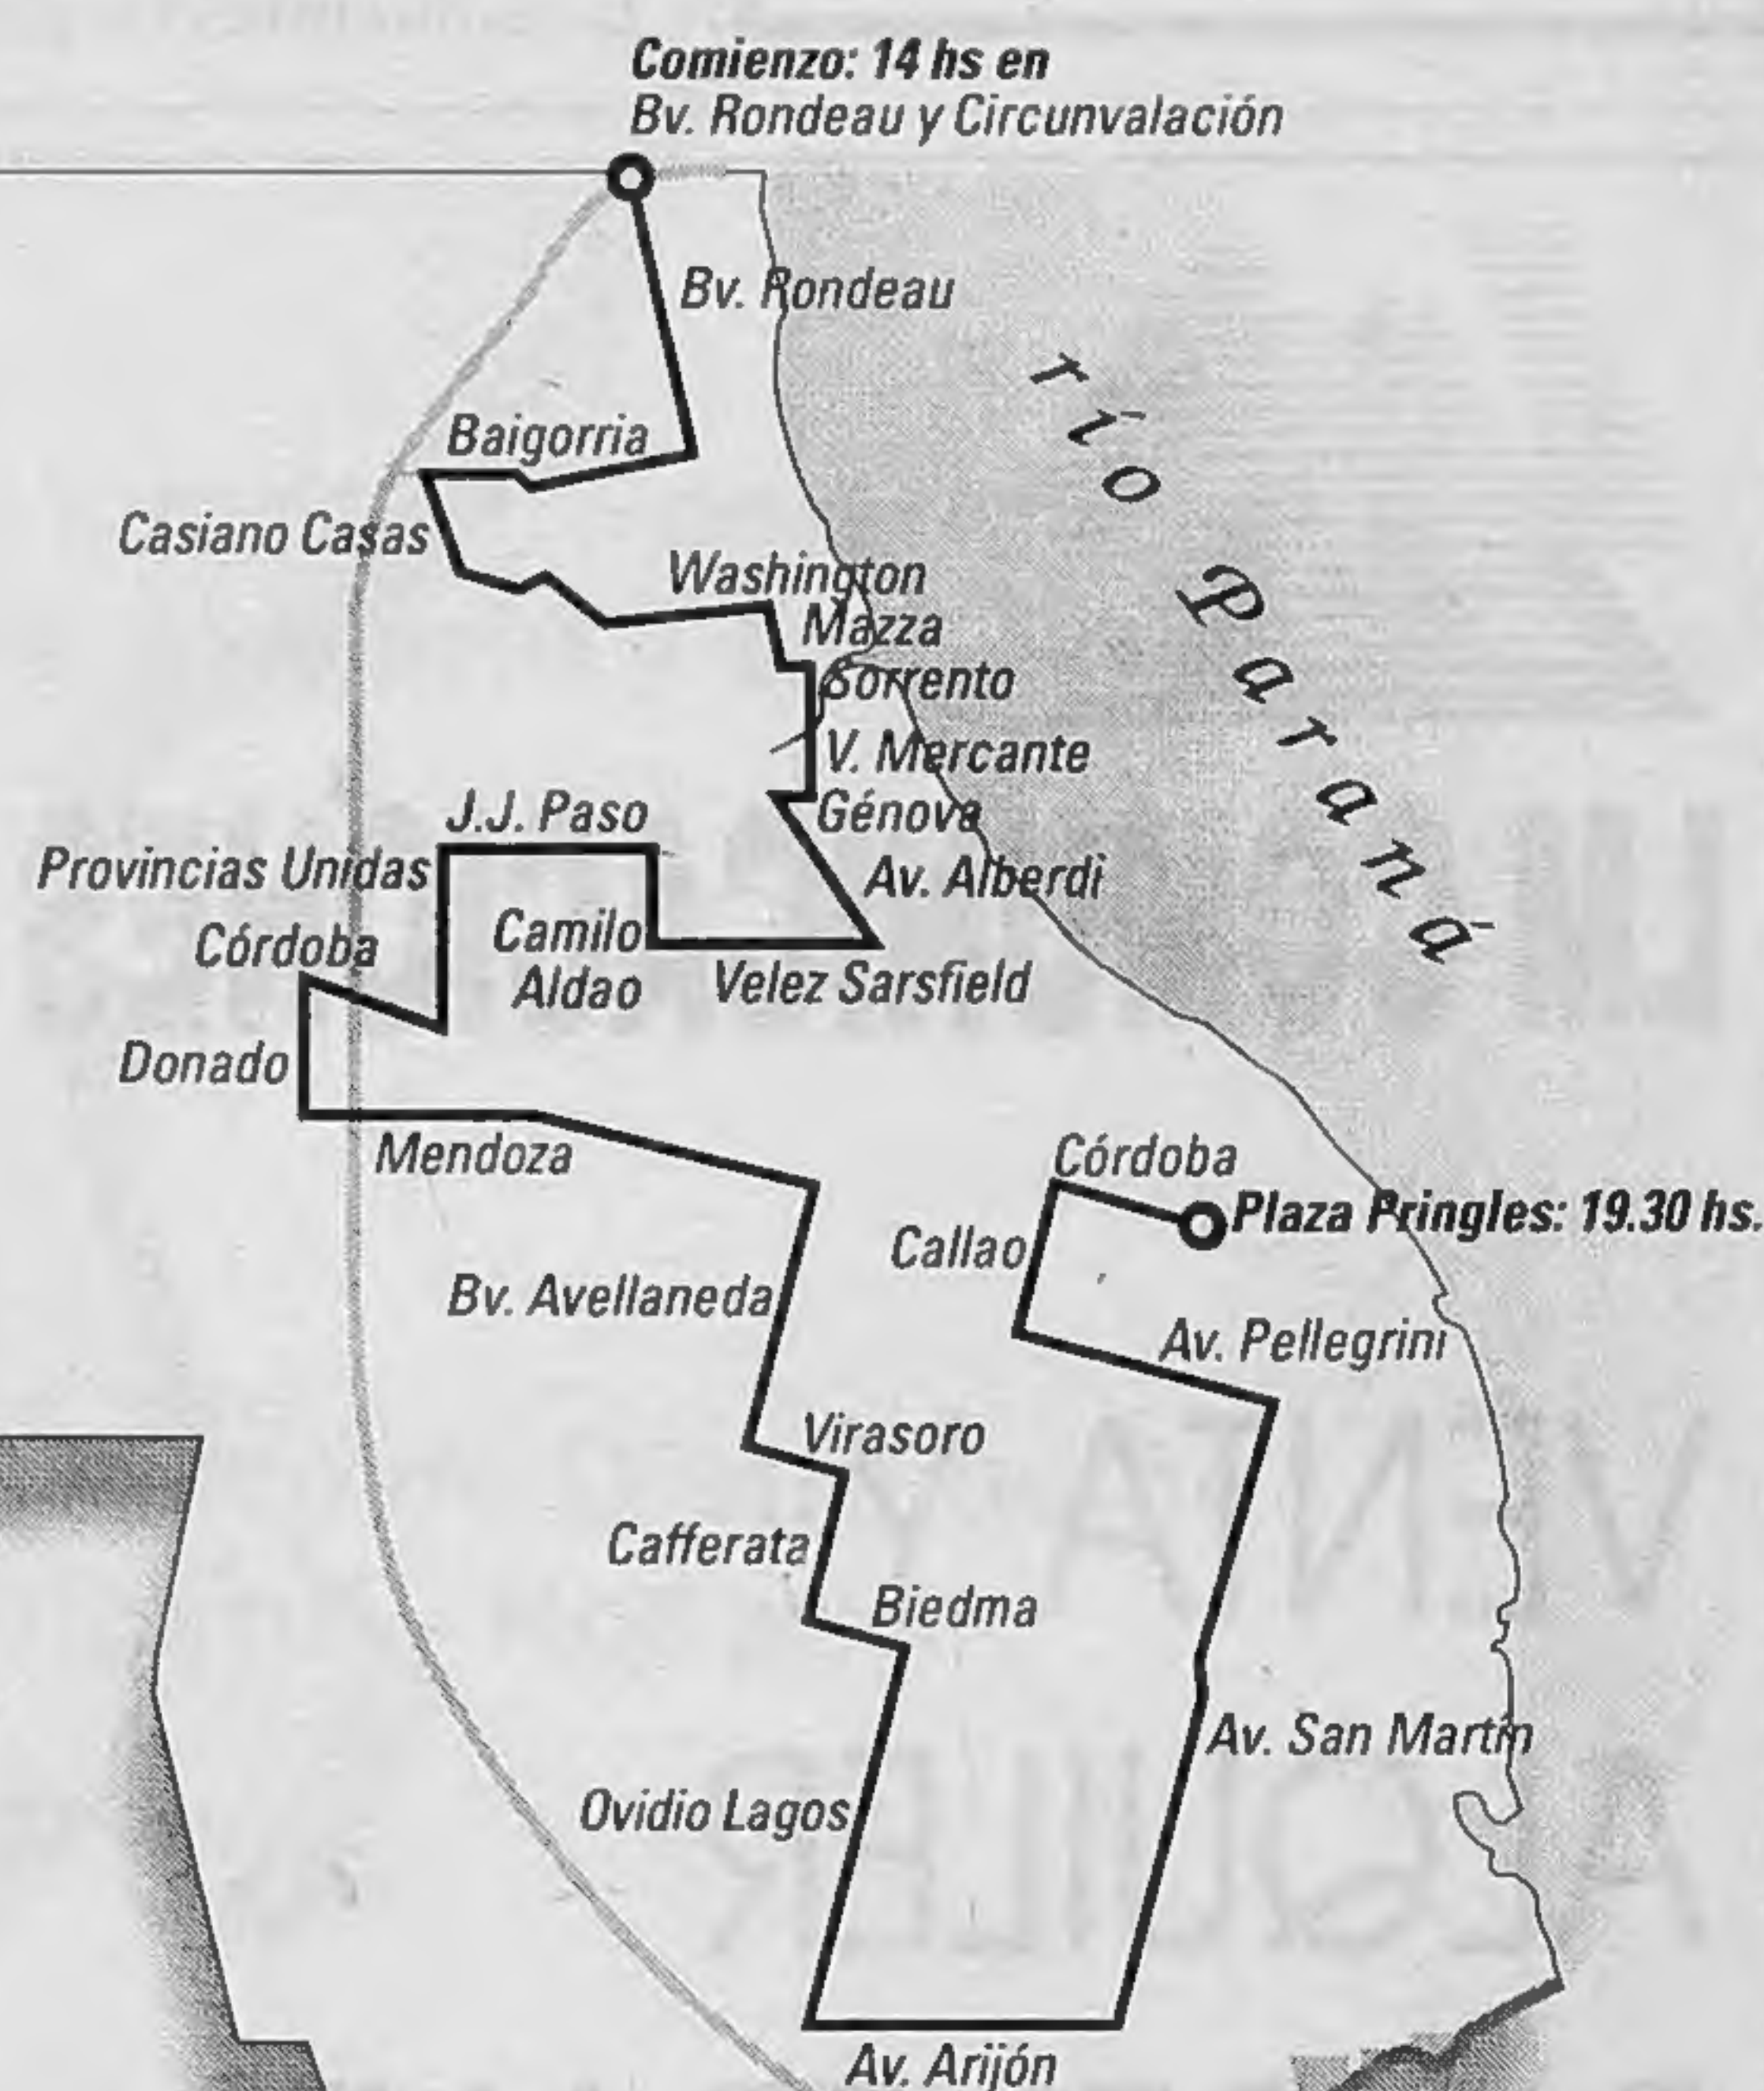 Comienzo: 14 hs en
Bv. Rondeau y Circunvalación
Bv. Rondeau
río Paraná
Baigorria
Casiano Casas
Washington
Mazza
Sorrento
V. Mercante
Génova
J.J. Paso
Provincias Unidas
Av. Alberdi
Córdoba
Camilo
Aldao
Velez Sarsfield
Donado
Mendoza
Córdoba
Plaza Pringles: 19.30 hs.
Callao
Bv. Avellaneda
Av. Pellegrini
Virasoro
Cafferata
Biedma
Av. San Martín
Ovidio Lagos
Av. Arijón